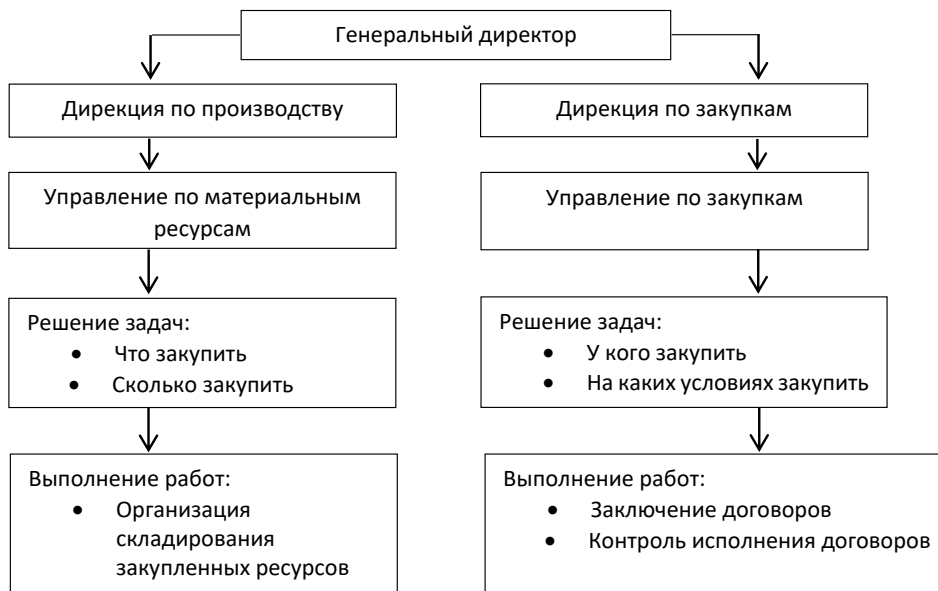 Генеральный директор
Дирекция по производству
Дирекция по закупкам
Управление по материальным
ресурсам
Управление по закупкам
Решение задач:
• Что закупить
• Сколько закупить
Решение задач:
• У кого закупить
• На каких условиях закупить
Выполнение работ:
• Организация
складирования
закупленных ресурсов
Выполнение работ:
• Заключение договоров
• Контроль исполнения договоров